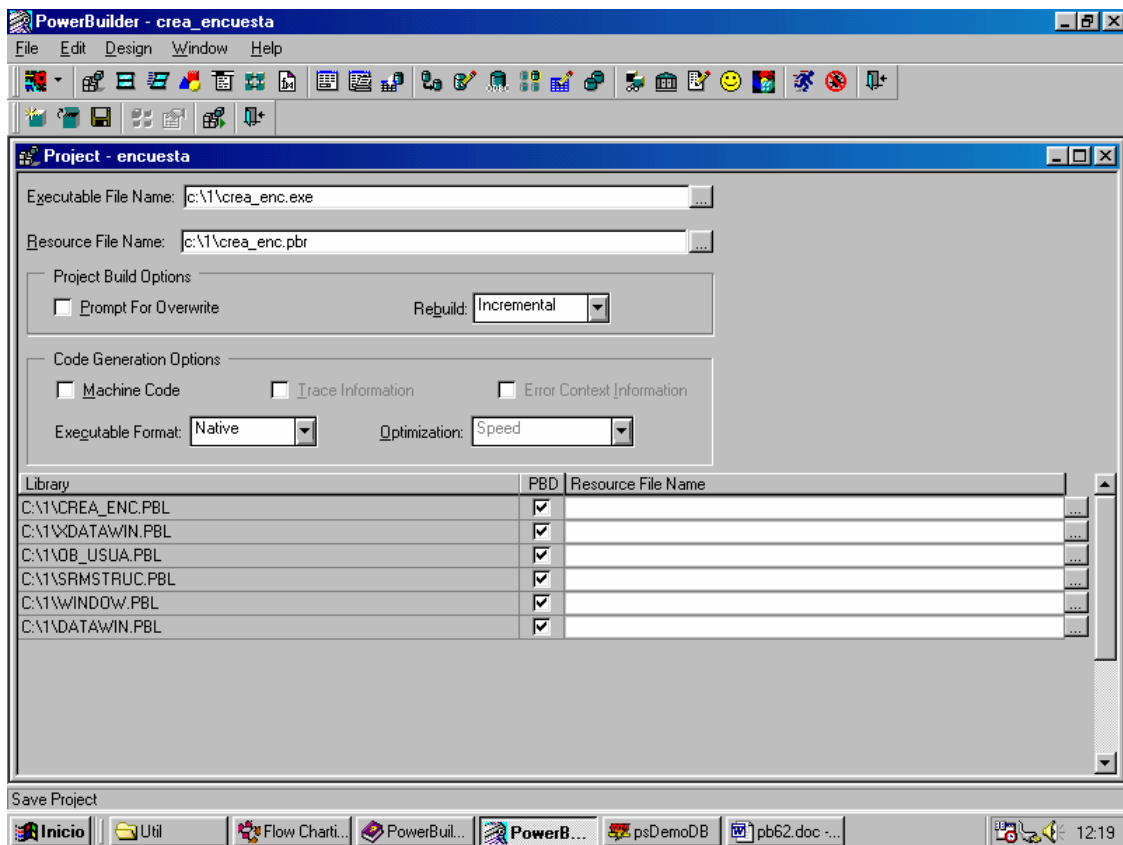 PowerBuilder - crea_encuesta
File Edit Design Window Help
Project - encuesta
Executable File Name: c:\1\crea_enc.exe ...
Resource File Name: c:\1\crea_enc.pbr ...
Project Build Options
Prompt For Overwrite Rebuild: Incremental
Code Generation Options
Machine Code Trace Information Error Context Information
Executable Format: Native Optimization: Speed
Library PBD Resource File Name
C:\1\CREA_ENC.PBL ...
C:\1\XDATAWIN.PBL ...
C:\1\OB_USUA.PBL ...
C:\1\SRMSTRUC.PBL ...
C:\1\WINDOW.PBL ...
C:\1\DATAWIN.PBL ...
Save Project
Inicio Util Flow Charti... PowerBuil... PowerB... psDemoDB pb62.doc -... 12:19